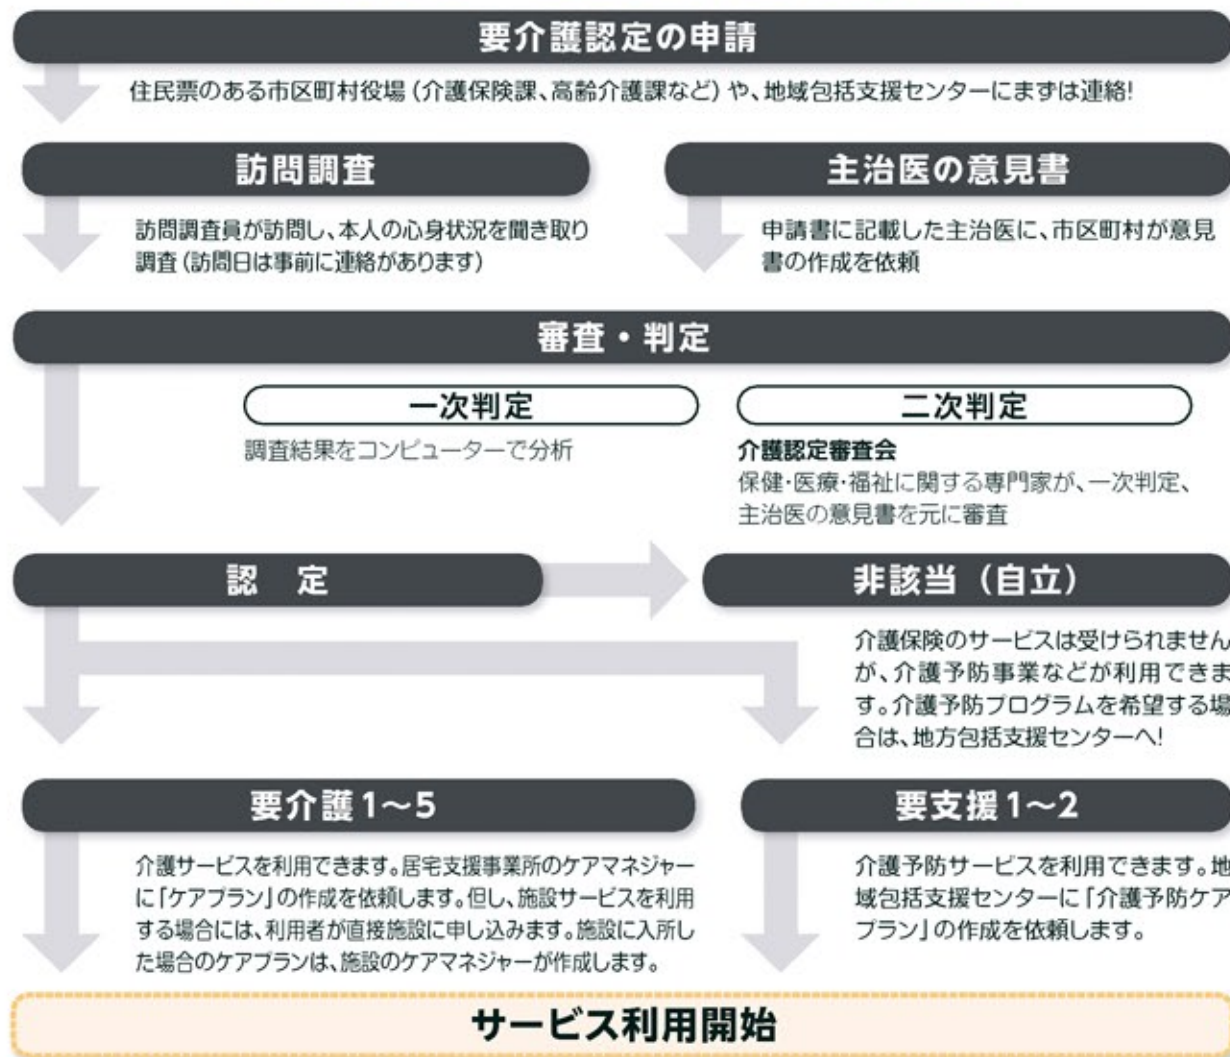 要介護認定の申請
住民票のある市区町村役場（介護保険課、高齢介護課など）や、地域包括支援センターにまずは連絡!
訪問調査
訪問調査員が訪問し、本人の心身状況を聞き取り
調査（訪問日は事前に連絡があります）
主治医の意見書
申請書に記載した主治医に、市区町村が意見
書の作成を依頼
審査・判定
一次判定
調査結果をコンピューターで分析
二次判定
介護認定審査会
保健・医療・福祉に関する専門家が、一次判定、
主治医の意見書を元に審査
認　定
非該当（自立）
介護保険のサービスは受けられません
が、介護予防事業などが利用できま
す。介護予防プログラムを希望する場
合は、地方包括支援センターへ!
要介護1〜5
介護サービスを利用できます。居宅支援事業所のケアマネジャー
に「ケアプラン」の作成を依頼します。但し、施設サービスを利用
する場合には、利用者が直接施設に申し込みます。施設に入所し
た場合のケアプランは、施設のケアマネジャーが作成します。
要支援1〜2
介護予防サービスを利用できます。地
域包括支援センターに「介護予防ケア
プラン」の作成を依頼します。
サービス利用開始